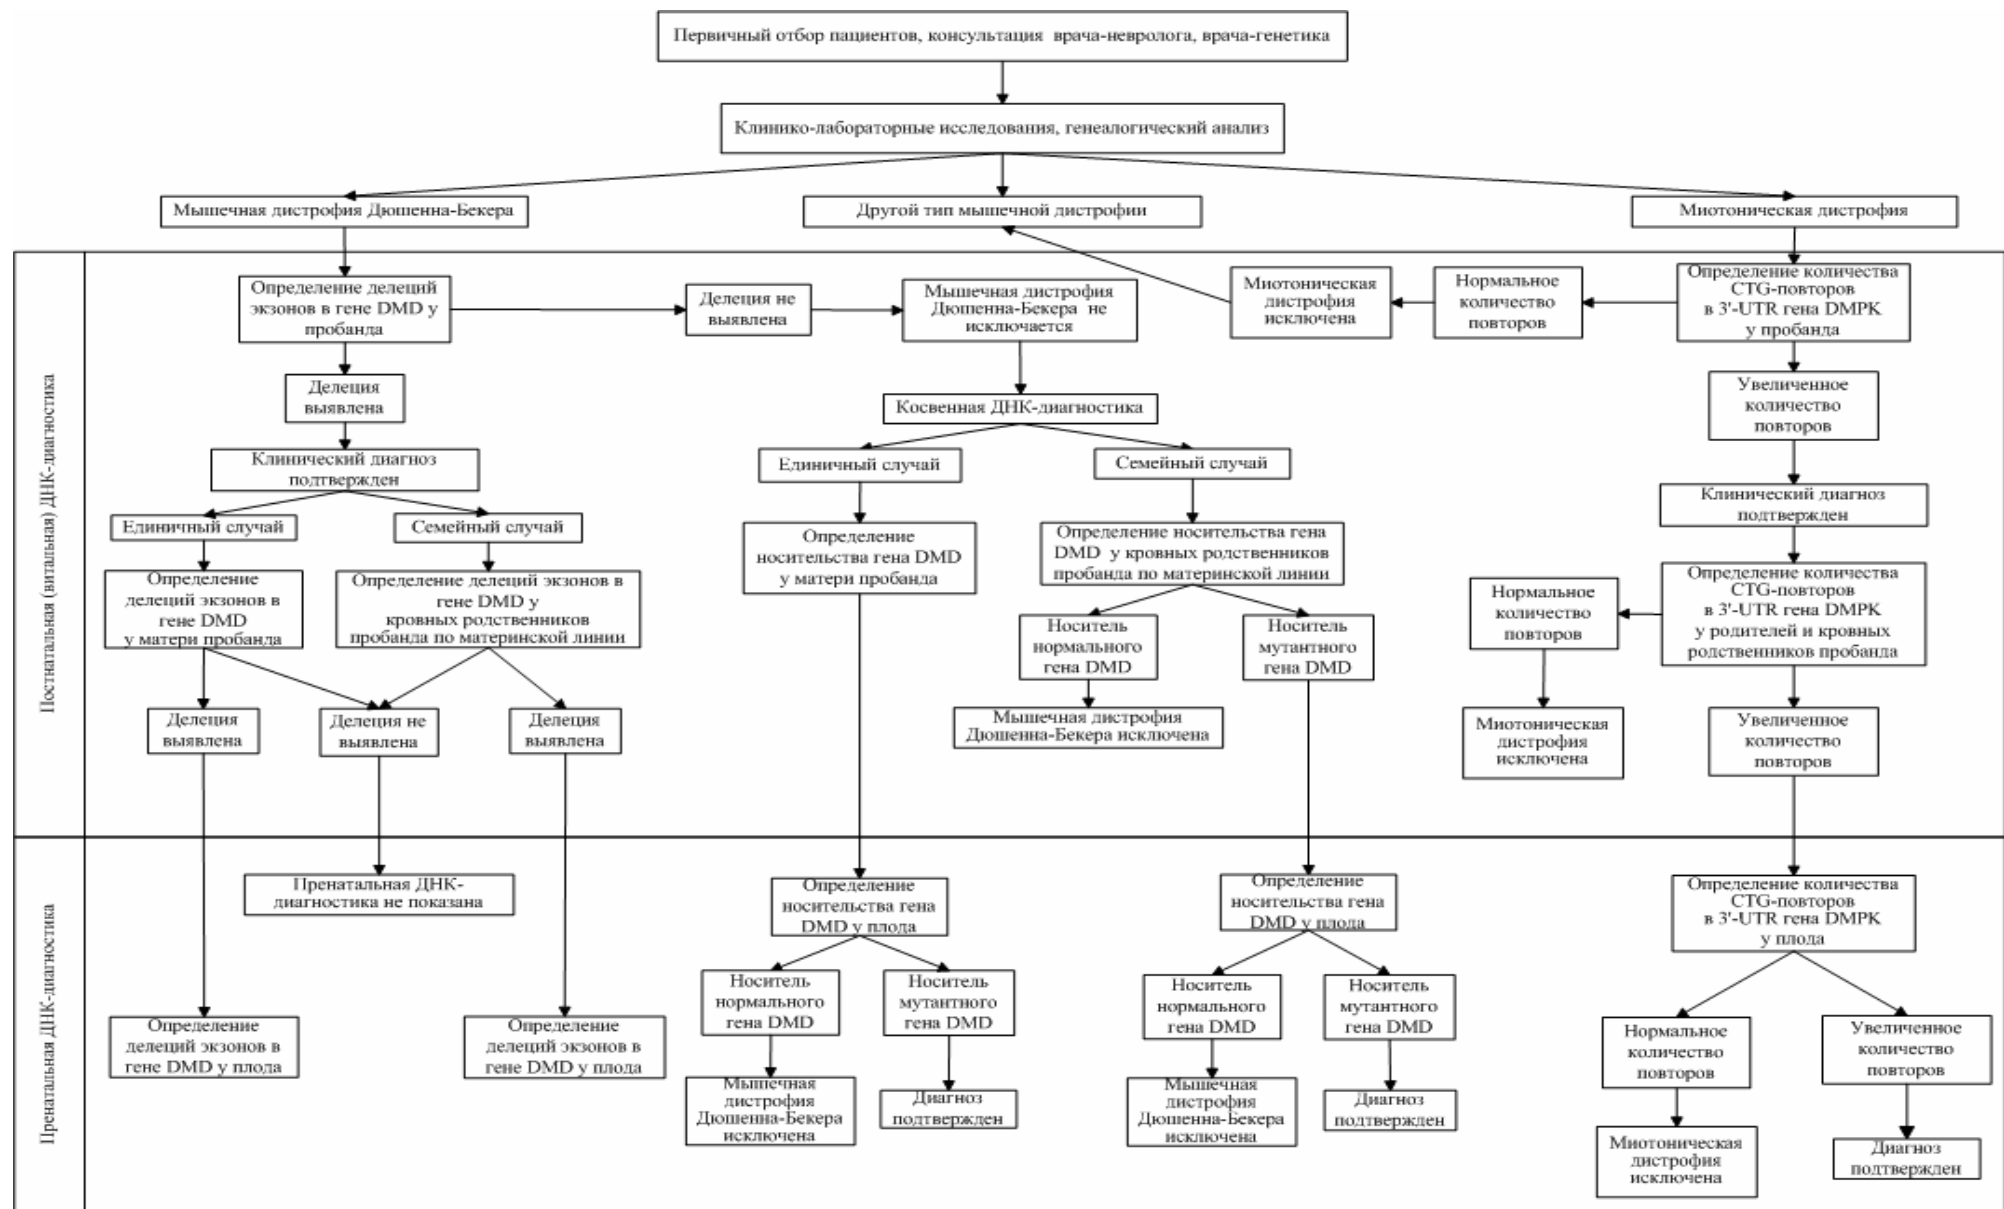 Первичный отбор пациентов, консультация врача-невролога, врача-генетика
Клинико-лабораторные исследования, генеалогический анализ
Мышечная дистрофия Дюшенна-Бекера
Другой тип мышечной дистрофии
Миотоническая дистрофия
Постнатальная (витальная) ДНК-диагностика
Определение делеций
экзонов в гене DMD у
пробанда
Делеция не
выявлена
Мышечная дистрофия
Дюшенна-Бекера не
исключается
Миотоническая
дистрофия
исключена
Нормальное
количество
повторов
Определение количества
CTG-повторов
в 3'-UTR гена DMPK
у пробанда
Делеция
выявлена
Косвенная ДНК-диагностика
Увеличенное
количество
повторов
Клинический диагноз
подтвержден
Единичный случай
Семейный случай
Клинический диагноз
подтвержден
Единичный случай
Семейный случай
Определение
носительства гена DMD
у матери пробанда
Определение носительства гена
DMD у кровных родственников
пробанда по материнской линии
Определение
делеций экзонов в
гене DMD
у матери пробанда
Определение делеций экзонов в
гене DMD у
кровных родственников
пробанда по материнской линии
Нормальное
количество
повторов
Определение количества
CTG-повторов
в 3'-UTR гена DMPK
у родителей и кровных
родственников пробанда
Носитель
нормального
гена DMD
Носитель
мутантного
гена DMD
Делеция
выявлена
Делеция не
выявлена
Делеция
выявлена
Мышечная дистрофия
Дюшенна-Бекера исключена
Миотоническая
дистрофия
исключена
Увеличенное
количество
повторов
Пренатальная ДНК-диагностика
Пренатальная ДНК-
диагностика не показана
Определение
носительства гена
DMD у плода
Определение
носительства гена
DMD у плода
Определение количества
CTG-повторов
в 3'-UTR гена DMPK
у плода
Носитель
нормального
гена DMD
Носитель
мутантного
гена DMD
Носитель
нормального
гена DMD
Носитель
мутантного
гена DMD
Определение
делеций экзонов в
гене DMD у плода
Определение
делеций экзонов в
гене DMD у плода
Нормальное
количество
повторов
Увеличенное
количество
повторов
Мышечная
дистрофия
Дюшенна-Бекера
исключена
Диагноз
подтвержден
Мышечная
дистрофия
Дюшенна-Бекера
исключена
Диагноз
подтвержден
Миотоническая
дистрофия
исключена
Диагноз
подтвержден